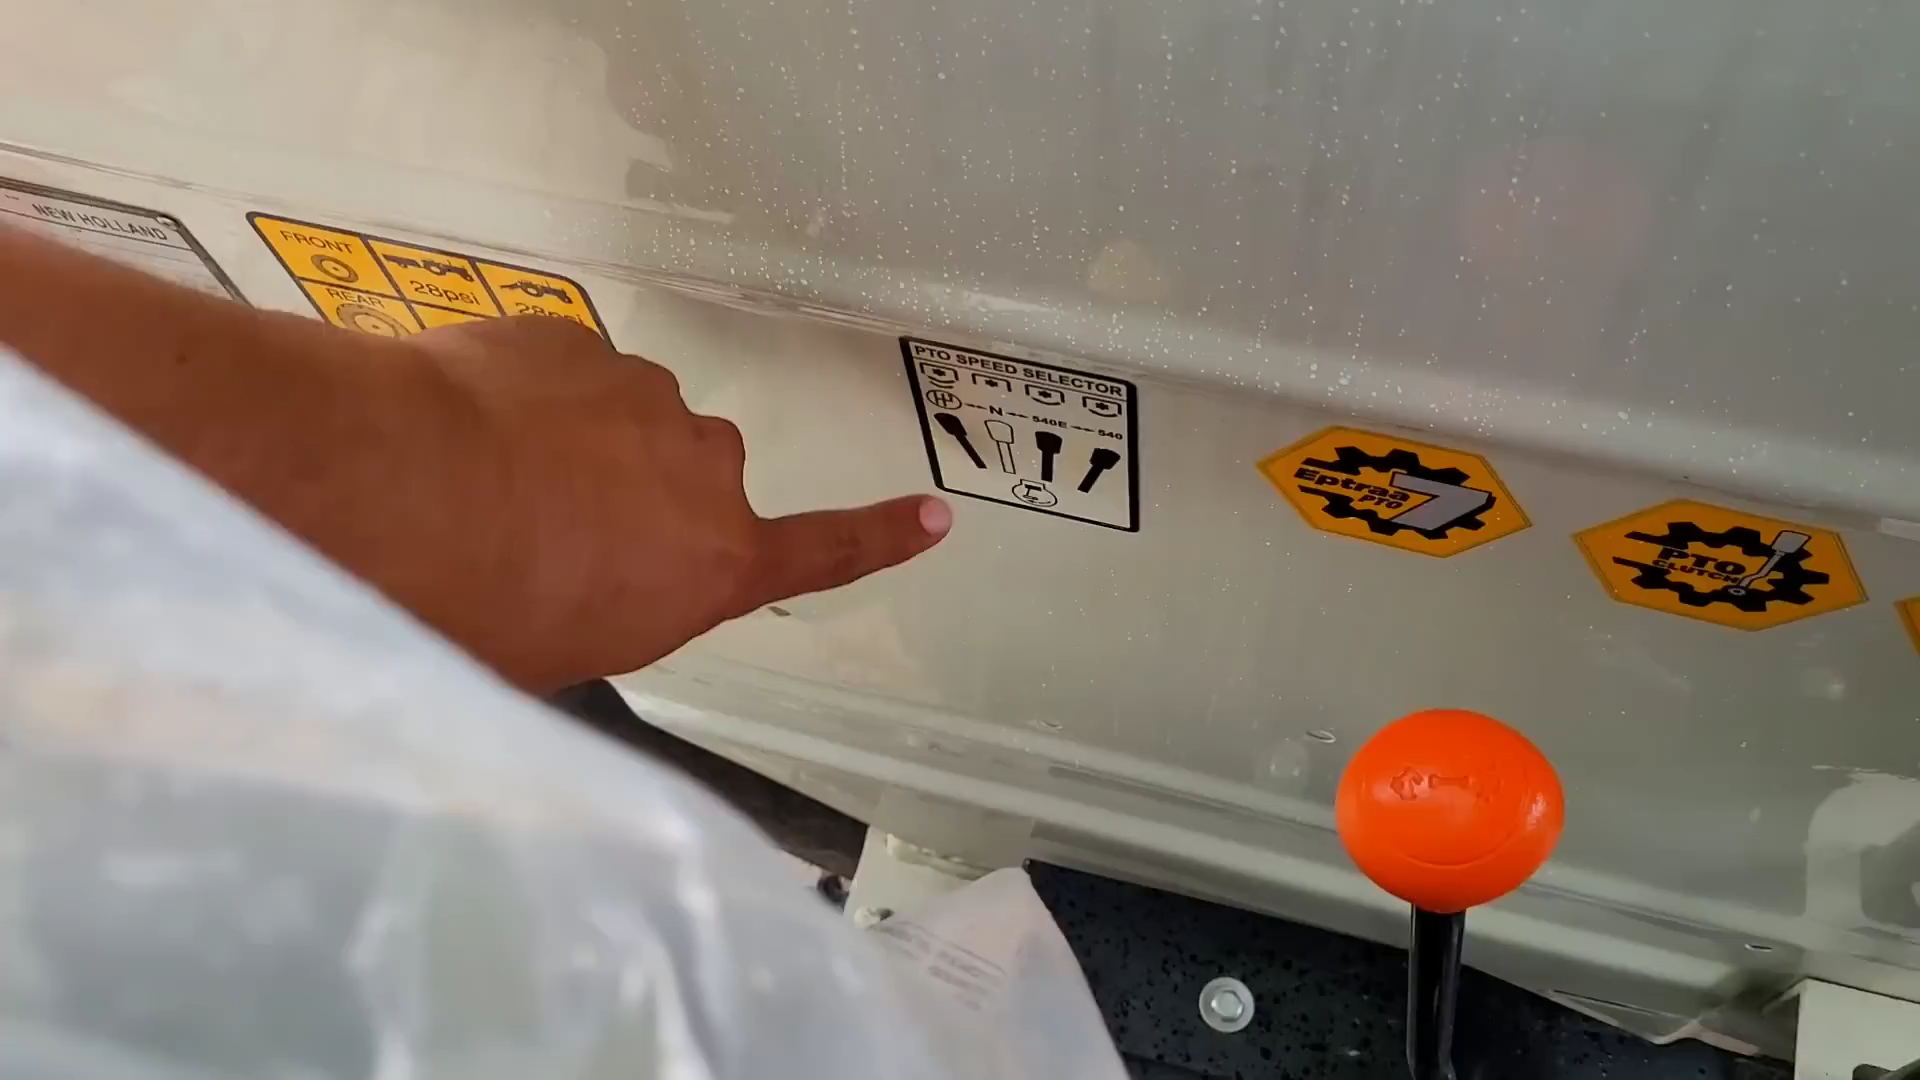 NEW HOLLAND
FRONT
28psi
28psi
REAR
PTO SPEED SELECTOR
N 540E 540
Eptraa 7
PTO
PTO
CLUTCH